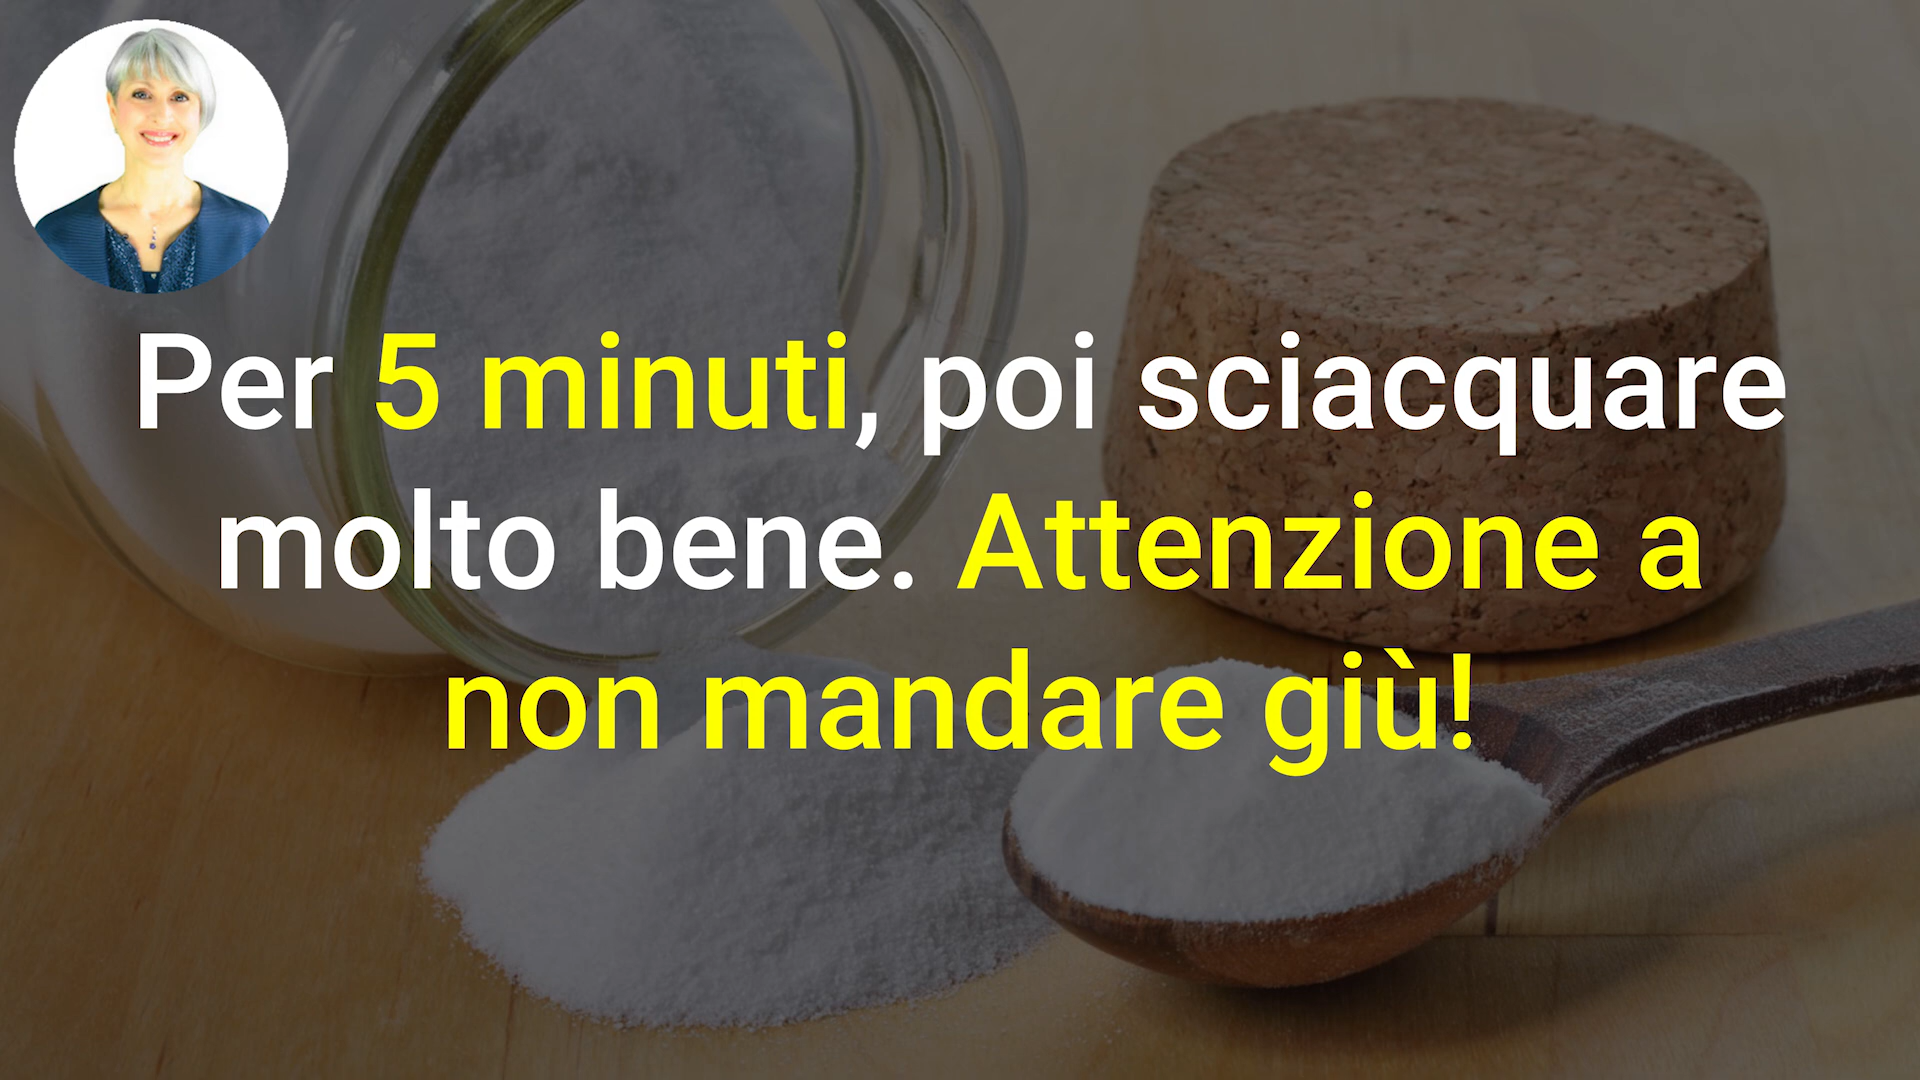 Per 5 minuti, poi sciacquare
molto bene. Attenzione a
non mandare giù!